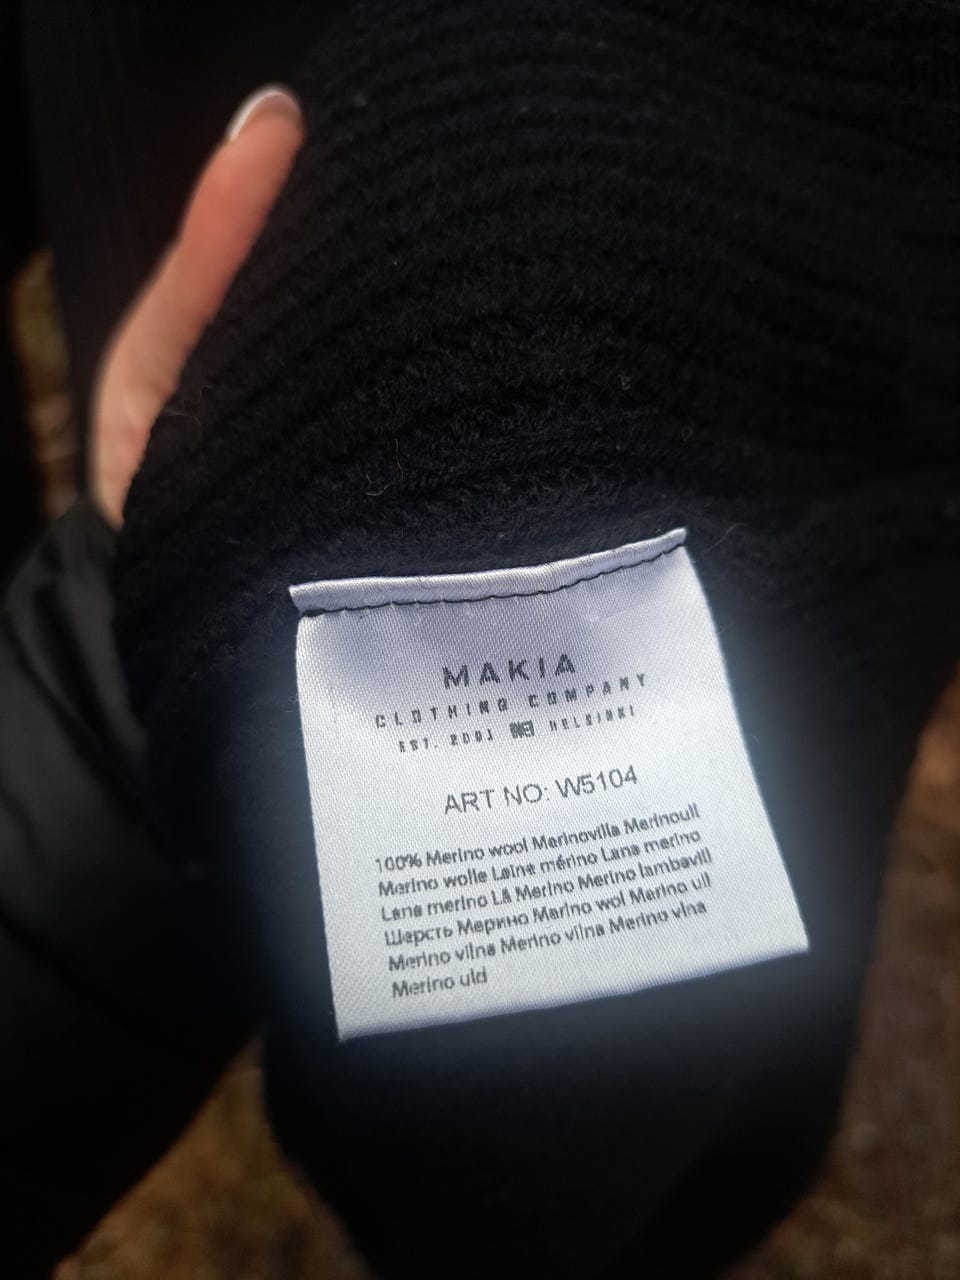 MAKIA
CLOTHING COMPANY
EST. 2001 HELSINKI
ART NO: W5104
100% Merino wool Merinovilla Merinoull
Merino wolle Laine mérino Lana merino
Lana merino Lã Merino Merino lambavill
Шерсть Мерино Merino wol Merino ull
Merino vilna Merino vilna Merino vlna
Merino uld